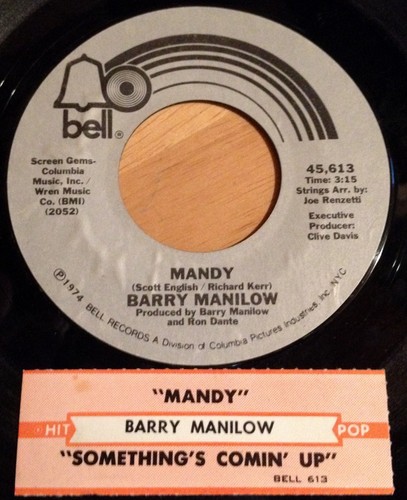 bell®
Screen Gems-
Columbia
Music, Inc./
Wren Music
Co. (BMI)
(2052)
45,613
Time: 3:15
Strings Arr. by:
Joe Renzetti
Executive
Producer:
Clive Davis
MANDY
(Scott English / Richard Kerr)
BARRY MANILOW
Produced by Barry Manilow
and Ron Dante
Ⓟ1974 BELL RECORDS A Division of Columbia Pictures Industries, Inc., NYC
"MANDY"
HIT BARRY MANILOW POP
"SOMETHING'S COMIN' UP"
BELL 613